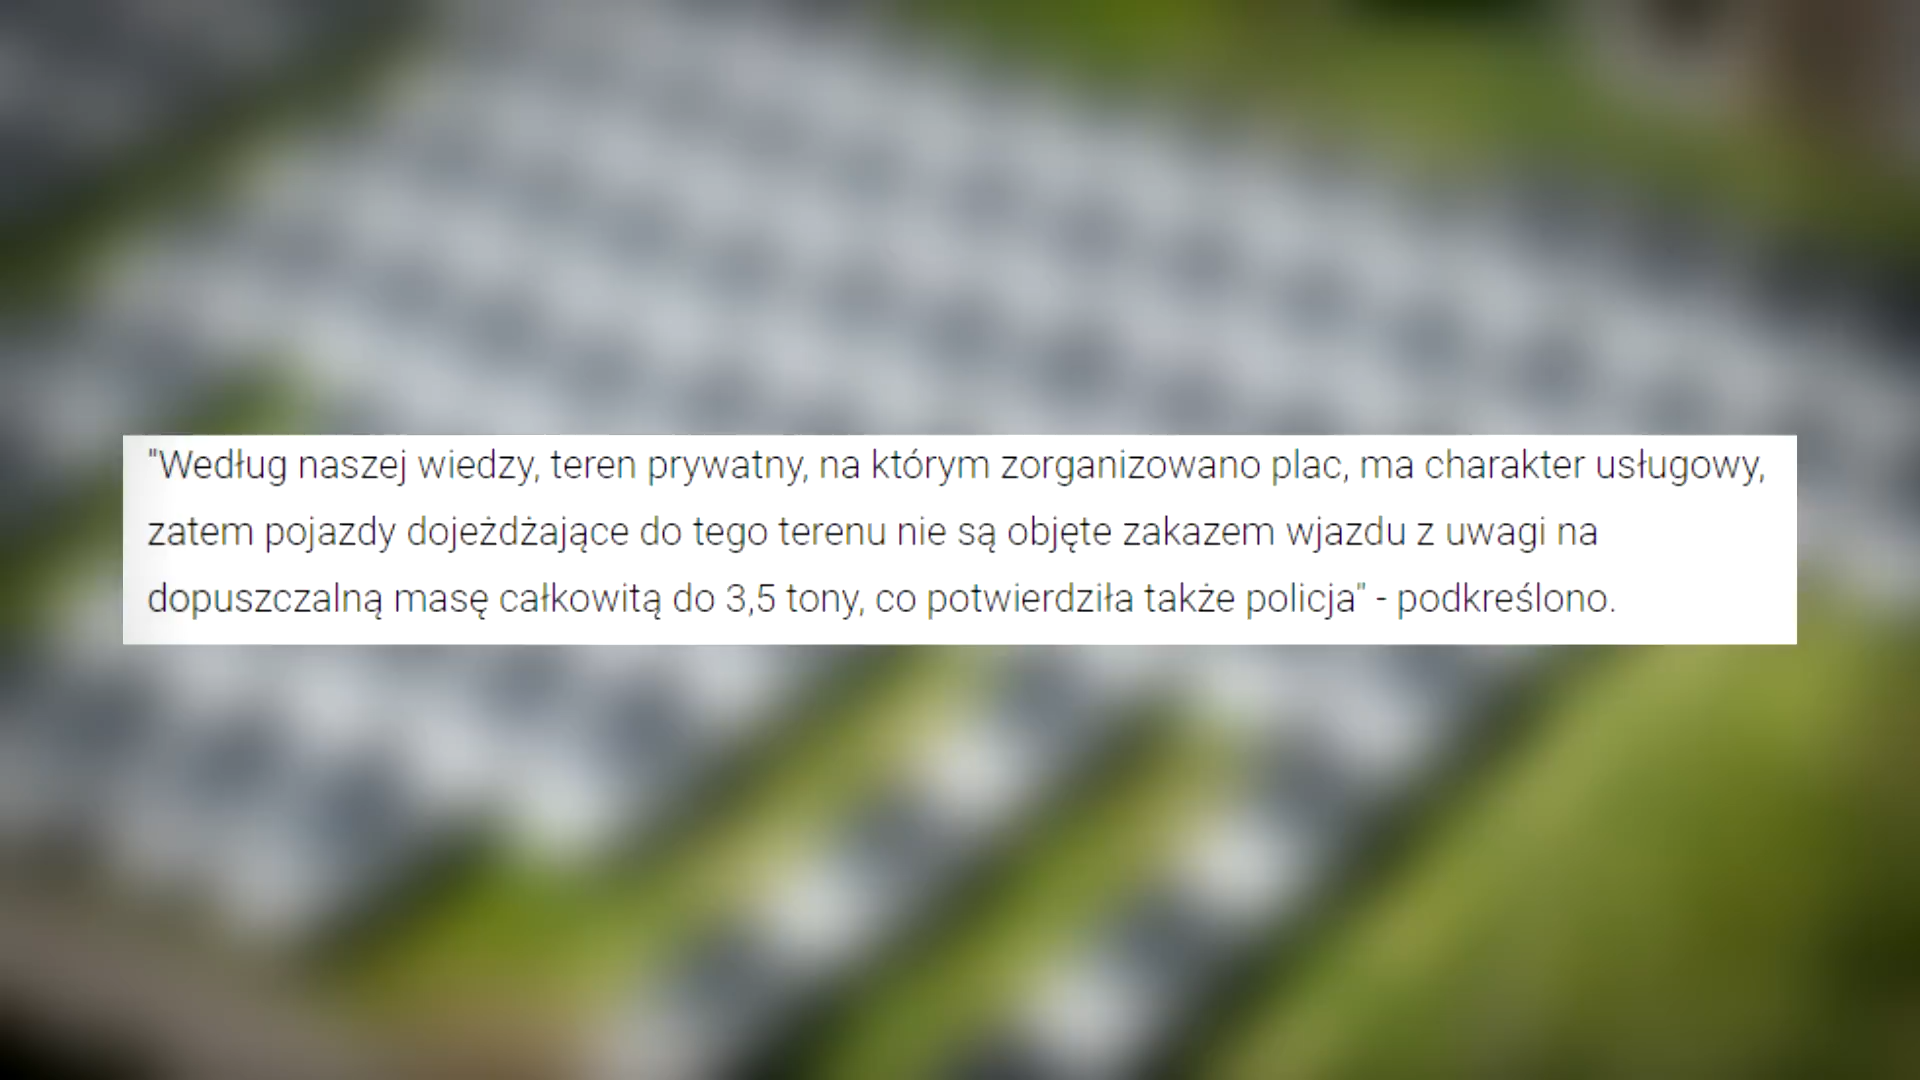 "Według naszej wiedzy, teren prywatny, na którym zorganizowano plac, ma charakter usługowy,
zatem pojazdy dojeżdżające do tego terenu nie są objęte zakazem wjazdu z uwagi na
dopuszczalną masę całkowitą do 3,5 tony, co potwierdziła także policja" - podkreślono.